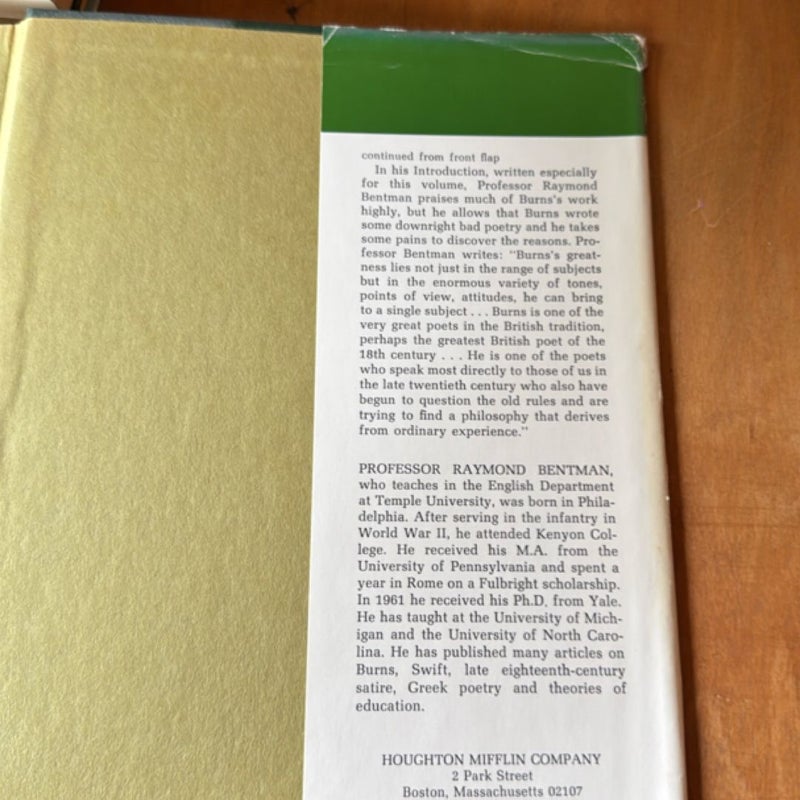 continued from front flap
In his Introduction, written especially
for this volume, Professor Raymond
Bentman praises much of Burns's work
highly, but he allows that Burns wrote
some downright bad poetry and he takes
some pains to discover the reasons. Pro-
fessor Bentman writes: "Burns's great-
ness lies not just in the range of subjects
but in the enormous variety of tones,
points of view, attitudes, he can bring
to a single subject . . . Burns is one of the
very great poets in the British tradition,
perhaps the greatest British poet of the
18th century . . . He is one of the poets
who speak most directly to those of us in
the late twentieth century who also have
begun to question the old rules and are
trying to find a philosophy that derives
from ordinary experience."
PROFESSOR RAYMOND BENTMAN,
who teaches in the English Department
at Temple University, was born in Phila-
delphia. After serving in the infantry in
World War II, he attended Kenyon Col-
lege. He received his M.A. from the
University of Pennsylvania and spent a
year in Rome on a Fulbright scholarship.
In 1961 he received his Ph.D. from Yale.
He has taught at the University of Mich-
igan and the University of North Caro-
lina. He has published many articles on
Burns, Swift, late eighteenth-century
satire, Greek poetry and theories of
education.
HOUGHTON MIFFLIN COMPANY
2 Park Street
Boston, Massachusetts 02107